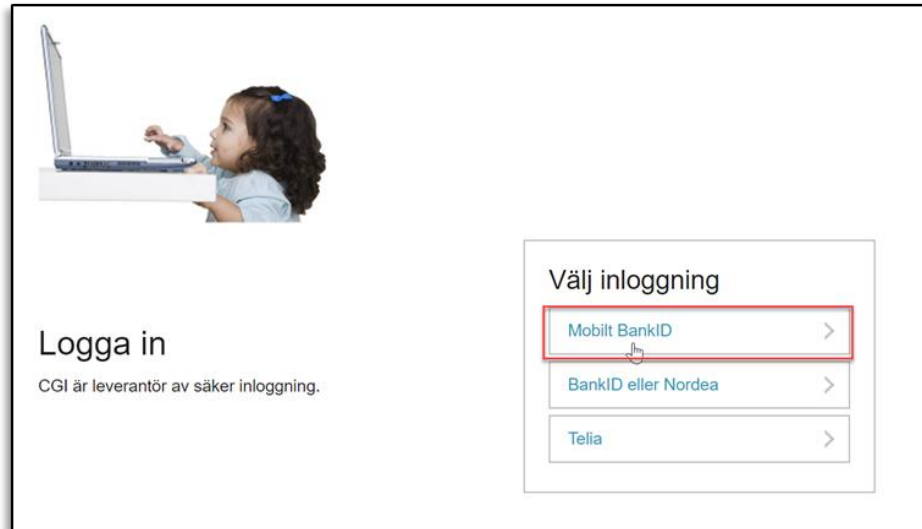 Logga in
CGI är leverantör av säker inloggning.
Välj inloggning
Mobilt BankID
BankID eller Nordea
Telia